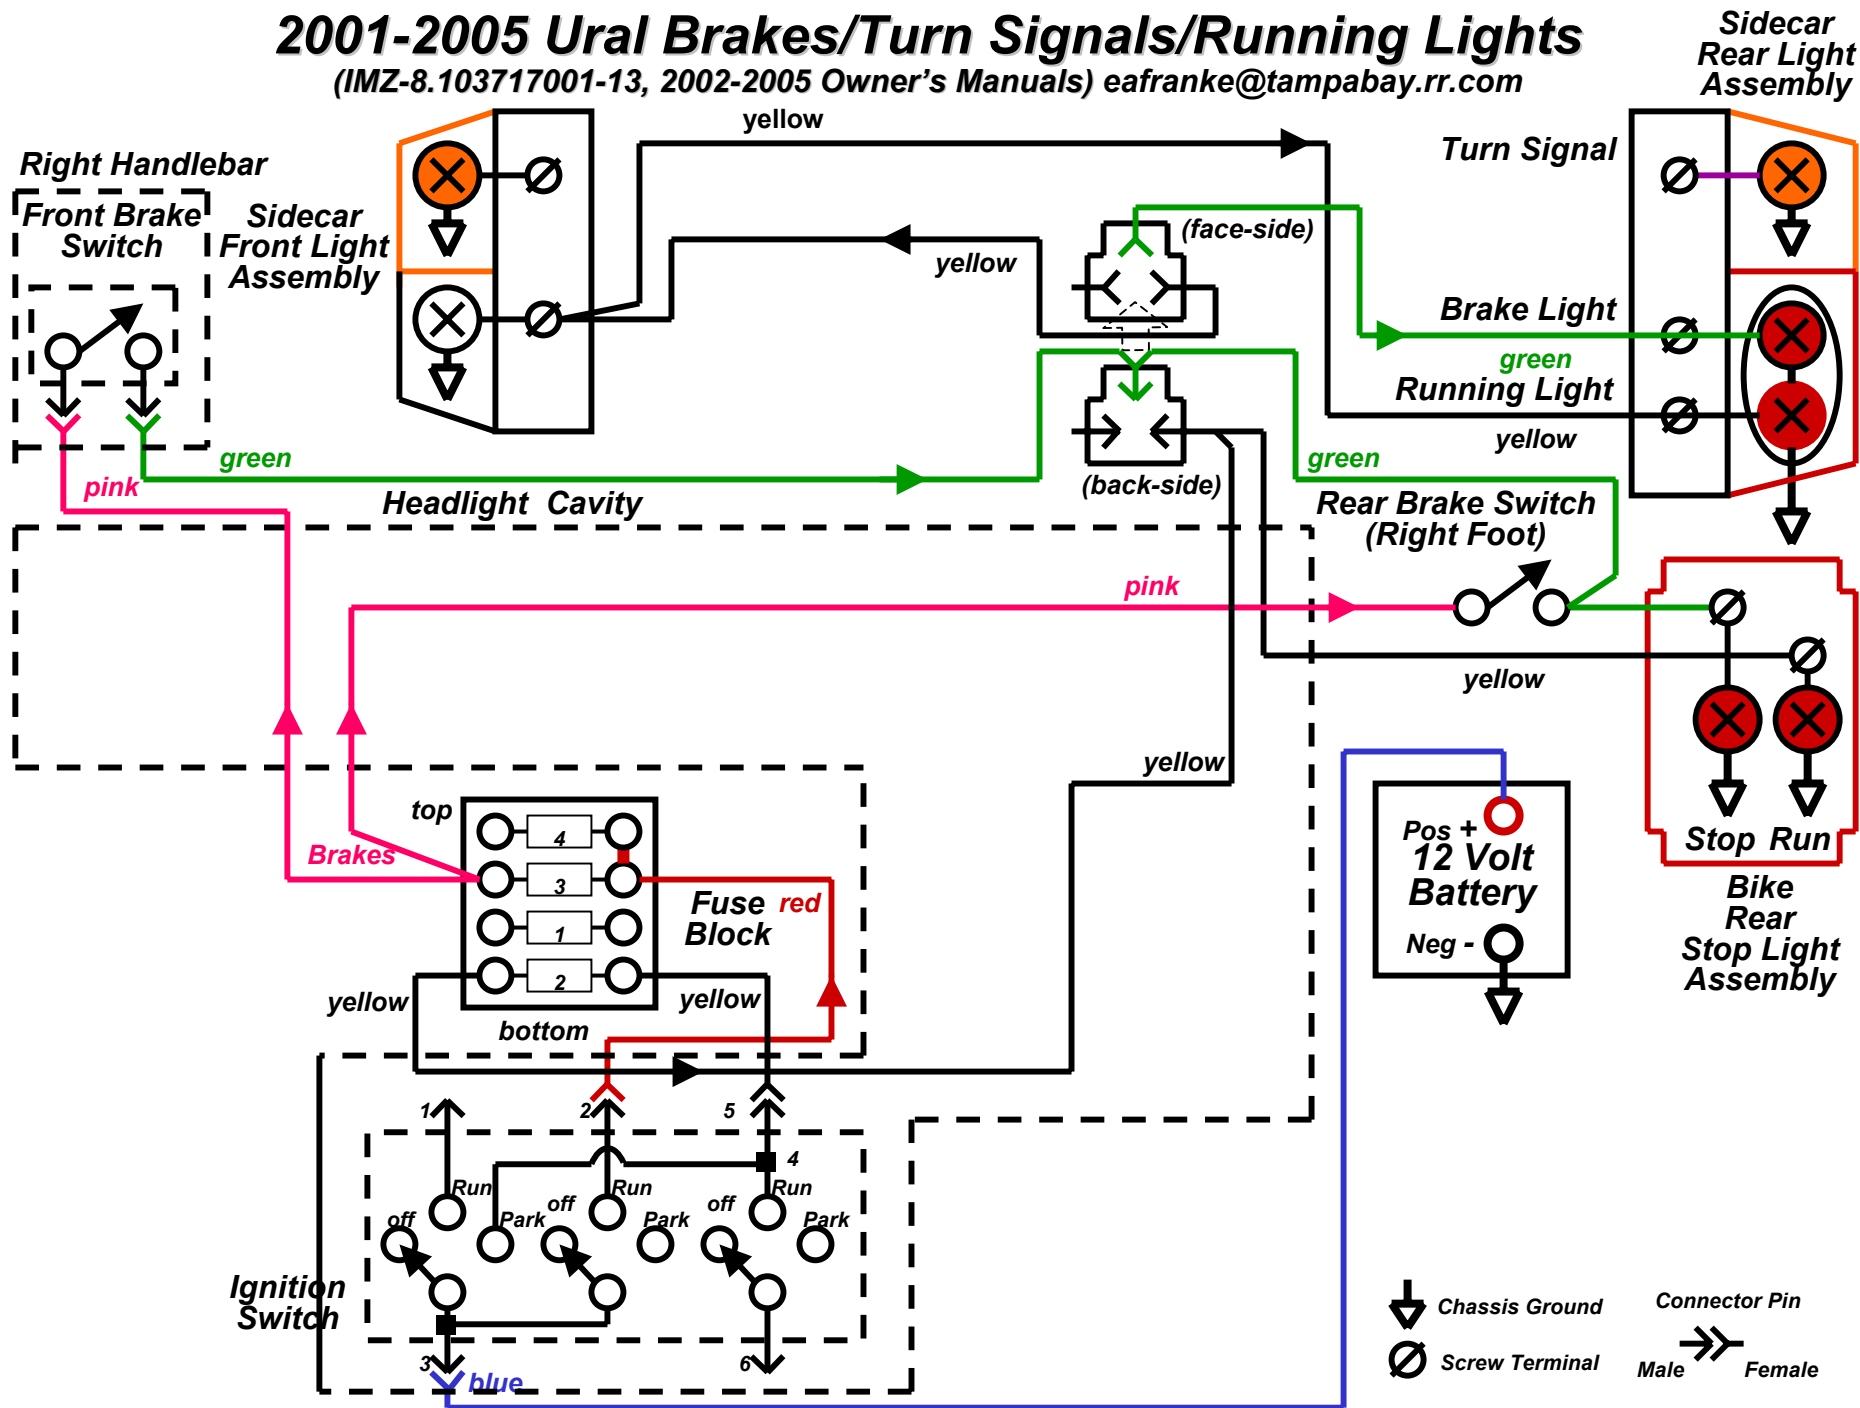 2001-2005 Ural Brakes/Turn Signals/Running Lights
(IMZ-8.103717001-13, 2002-2005 Owner's Manuals) eafranke@tampabay.rr.com
Sidecar
Rear Light
Assembly
yellow
Turn Signal
Right Handlebar
Front Brake
Switch
Sidecar
Front Light
Assembly
(face-side)
yellow
Brake Light
green
Running Light
yellow
green
pink
(back-side)
green
Headlight Cavity
Rear Brake Switch
(Right Foot)
pink
yellow
yellow
top
4
Brakes
3
Fuse
Block
red
1
2
yellow
yellow
bottom
Pos +
12 Volt
Battery
Neg -
Stop Run
Bike
Rear
Stop Light
Assembly
1
2
5
4
Run
Run
Run
off
Park
off
Park
off
Park
Ignition
Switch
3
blue
6
Chassis Ground
Screw Terminal
Connector Pin
Male
Female